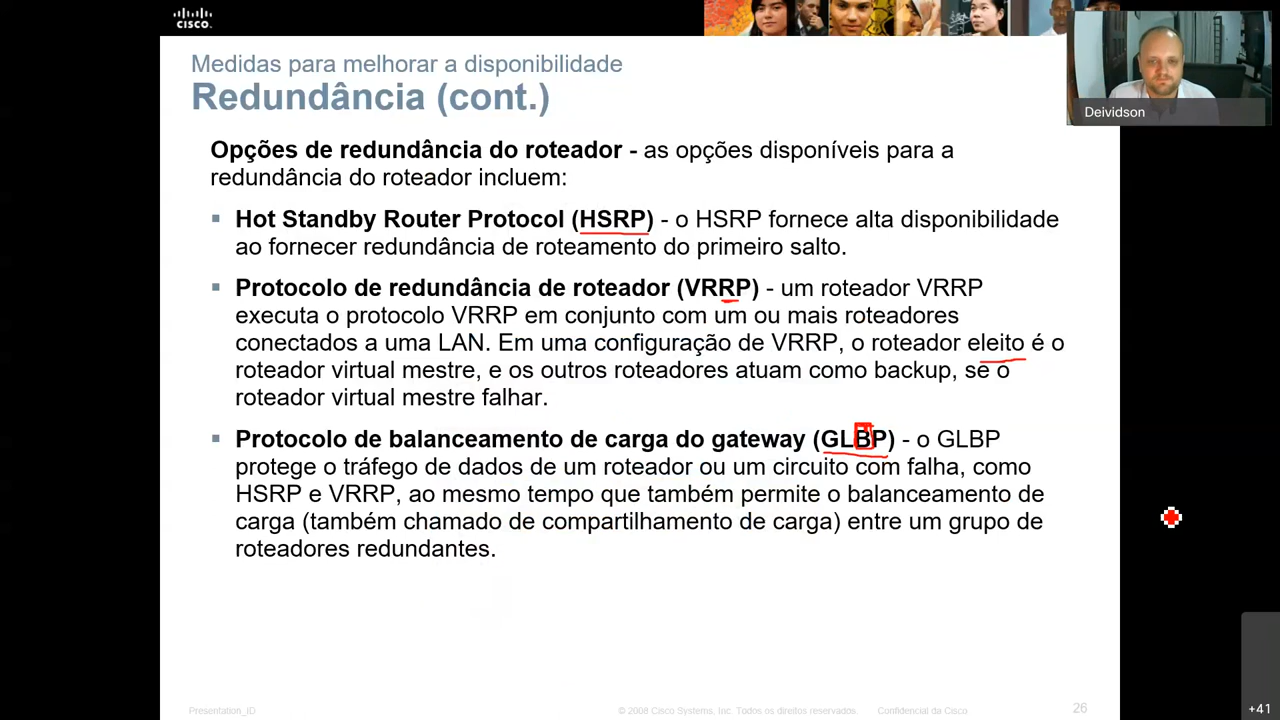 CISCO.
Deividson
Medidas para melhorar a disponibilidade
Redundância (cont.)
Opções de redundância do roteador - as opções disponíveis para a
redundância do roteador incluem:
▪ Hot Standby Router Protocol (HSRP) - o HSRP fornece alta disponibilidade
ao fornecer redundância de roteamento do primeiro salto.
▪ Protocolo de redundância de roteador (VRRP) - um roteador VRRP
executa o protocolo VRRP em conjunto com um ou mais roteadores
conectados a uma LAN. Em uma configuração de VRRP, o roteador eleito é o
roteador virtual mestre, e os outros roteadores atuam como backup, se o
roteador virtual mestre falhar.
▪ Protocolo de balanceamento de carga do gateway (GLBP) - o GLBP
protege o tráfego de dados de um roteador ou um circuito com falha, como
HSRP e VRRP, ao mesmo tempo que também permite o balanceamento de
carga (também chamado de compartilhamento de carga) entre um grupo de
roteadores redundantes.
Presentation_ID
© 2008 Cisco Systems, Inc. Todos os direitos reservados.
Confidencial da Cisco
26
+41